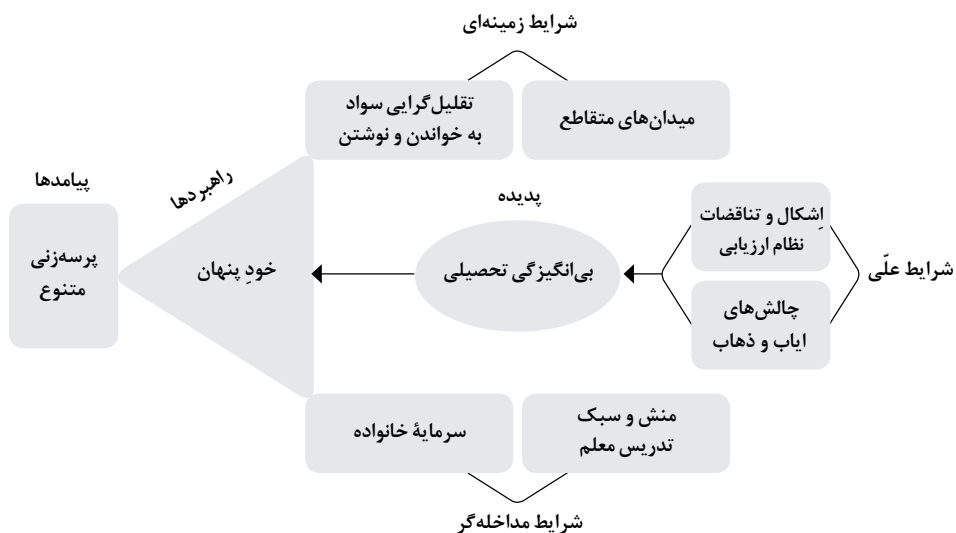 شرایط زمینه‌ای
میدان‌های متقاطع
تقلیل‌گرایی سواد
به خواندن و نوشتن
شرایط علّی
اِشکال و تناقضات
نظام ارزیابی
چالش‌های
ایاب و ذهاب
پدیده
بی‌انگیزگی تحصیلی
راهبردها
خودِ پنهان
پیامدها
پرسه‌زنی
متنوع
منش و سبک
تدریس معلم
سرمایهٔ خانواده
شرایط مداخله‌گر